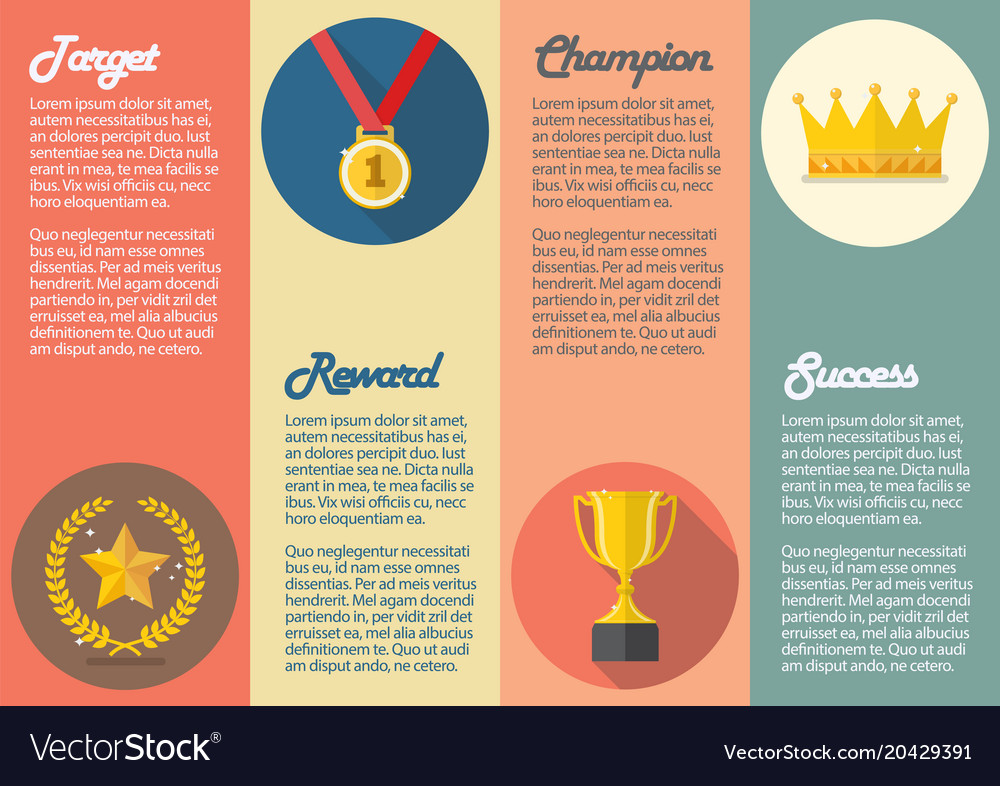 Target
Lorem ipsum dolor sit amet,
autem necessitatibus has ei,
an dolores percipit duo. Iust
sententiae sea ne. Dicta nulla
erant in mea, te mea facilis se
ibus. Vix wisi officiis cu, necc
horo eloquentiam ea.
Quo neglegentur necessitati
bus eu, id nam esse omnes
dissentias. Per ad meis veritus
hendrerit. Mel agam docendi
partiendo in, per vidit zril det
erruisset ea, mei alia albucius
definitionem te. Quo ut audi
am disput ando, ne cetero.
1
Reward
Lorem ipsum dolor sit amet,
autem necessitatibus has ei,
an dolores percipit duo. Iust
sententiae sea ne. Dicta nulla
erant in mea, te mea facilis se
ibus. Vix wisi officiis cu, necc
horo eloquentiam ea.
Quo neglegentur necessitati
bus eu, id nam esse omnes
dissentias. Per ad meis veritus
hendrerit. Mel agam docendi
partiendo in, per vidit zril det
erruisset ea, mei alia albucius
definitionem te. Quo ut audi
am disput ando, ne cetero.
Champion
Lorem ipsum dolor sit amet,
autem necessitatibus has ei,
an dolores percipit duo. Iust
sententiae sea ne. Dicta nulla
erant in mea, te mea facilis se
ibus. Vix wisi officiis cu, necc
horo eloquentiam ea.
Quo neglegentur necessitati
bus eu, id nam esse omnes
dissentias. Per ad meis veritus
hendrerit. Mel agam docendi
partiendo in, per vidit zril det
erruisset ea, mei alia albucius
definitionem te. Quo ut audi
am disput ando, ne cetero.
Success
Lorem ipsum dolor sit amet,
autem necessitatibus has ei,
an dolores percipit duo. Iust
sententiae sea ne. Dicta nulla
erant in mea, te mea facilis se
ibus. Vix wisi officiis cu, necc
horo eloquentiam ea.
Quo neglegentur necessitati
bus eu, id nam esse omnes
dissentias. Per ad meis veritus
hendrerit. Mel agam docendi
partiendo in, per vidit zril det
erruisset ea, mei alia albucius
definitionem te. Quo ut audi
am disput ando, ne cetero.
VectorStock®
VectorStock.com/20429391